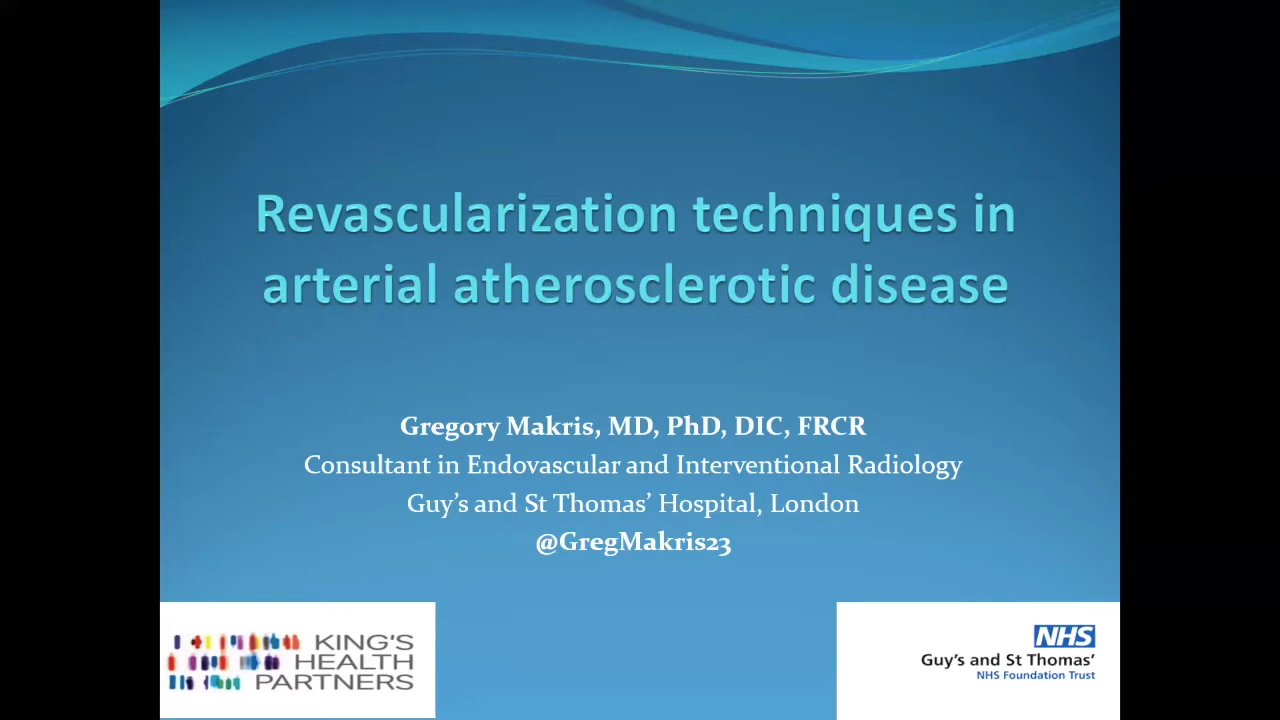 Revascularization techniques in
arterial atherosclerotic disease
Gregory Makris, MD, PhD, DIC, FRCR
Consultant in Endovascular and Interventional Radiology
Guy's and St Thomas' Hospital, London
@GregMakris23
KING'S
HEALTH
PARTNERS
NHS
Guy's and St Thomas'
NHS Foundation Trust